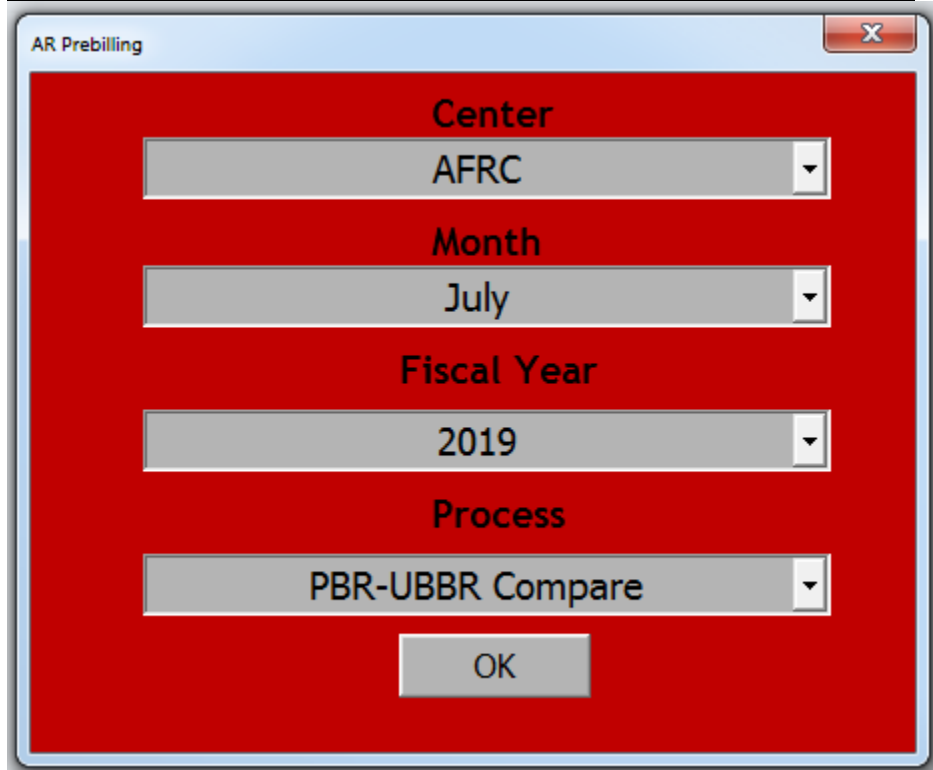 AR Prebilling
Center
AFRC
Month
July
Fiscal Year
2019
Process
PBR-UBBR Compare
OK